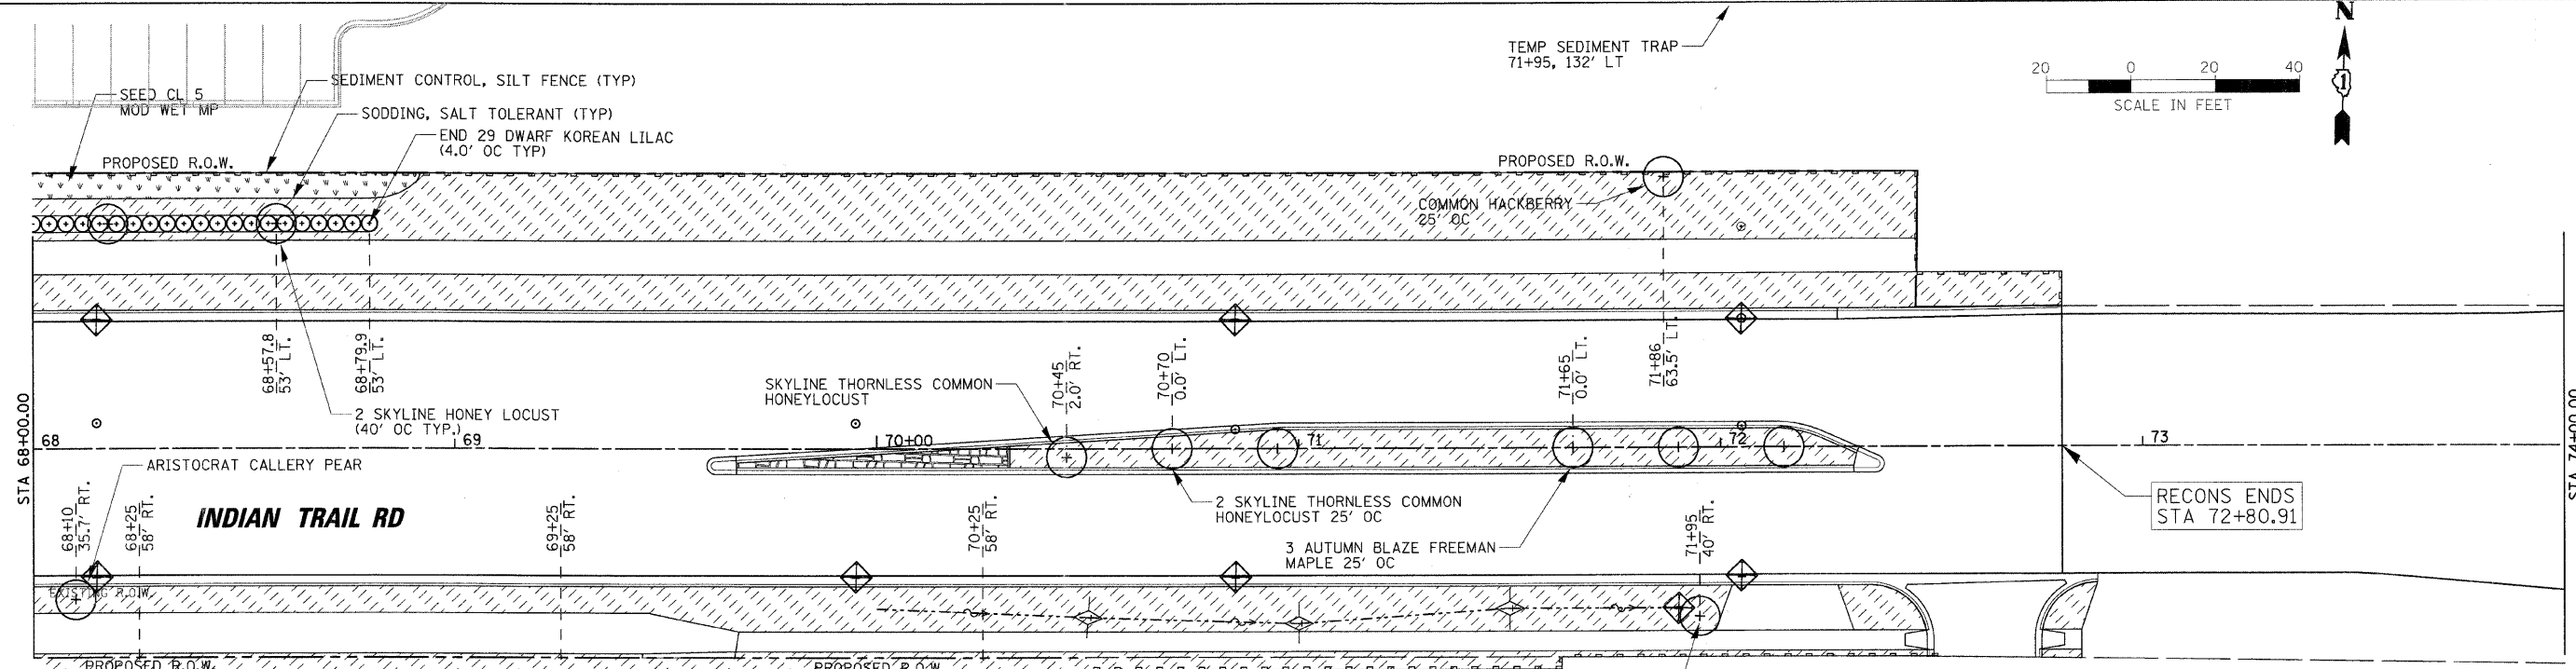 TEMP SEDIMENT TRAP
71+95, 132' LT
N
20 0 20 40
SCALE IN FEET
1
SEDIMENT CONTROL, SILT FENCE (TYP)
SEED CL 5
MOD WET MP
SODDING, SALT TOLERANT (TYP)
END 29 DWARF KOREAN LILAC
(4.0' OC TYP)
PROPOSED R.O.W.
PROPOSED R.O.W.
COMMON HACKBERRY
25' OC
68+57.8
53' LT.
68+79.9
53' LT.
70+45
2.0' RT.
70+70
0.0' LT.
71+65
0.0' LT.
71+86
63.5' LT.
SKYLINE THORNLESS COMMON
HONEYLOCUST
2 SKYLINE HONEY LOCUST
(40' OC TYP.)
STA 68+00.00
68
69
70+00
71
72
73
STA 74+00.00
ARISTOCRAT CALLERY PEAR
INDIAN TRAIL RD
2 SKYLINE THORNLESS COMMON
HONEYLOCUST 25' OC
3 AUTUMN BLAZE FREEMAN
MAPLE 25' OC
RECONS ENDS
STA 72+80.91
68+10
35.7' RT.
68+25
58' RT.
69+25
58' RT.
70+25
58' RT.
71+95
40' RT.
EXISTING R.O.W.
PROPOSED R.O.W.
PROPOSED R.O.W.